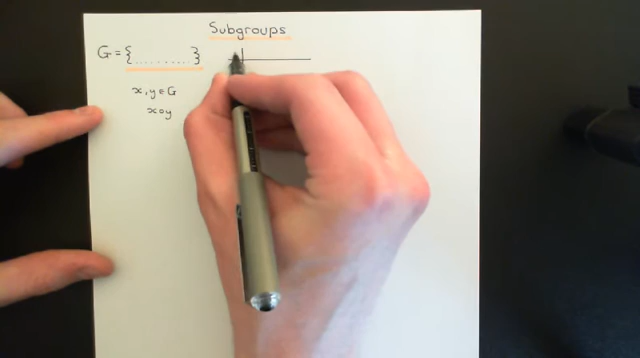 Subgroups
G = {..........}
x, y ∈ G
x∘y